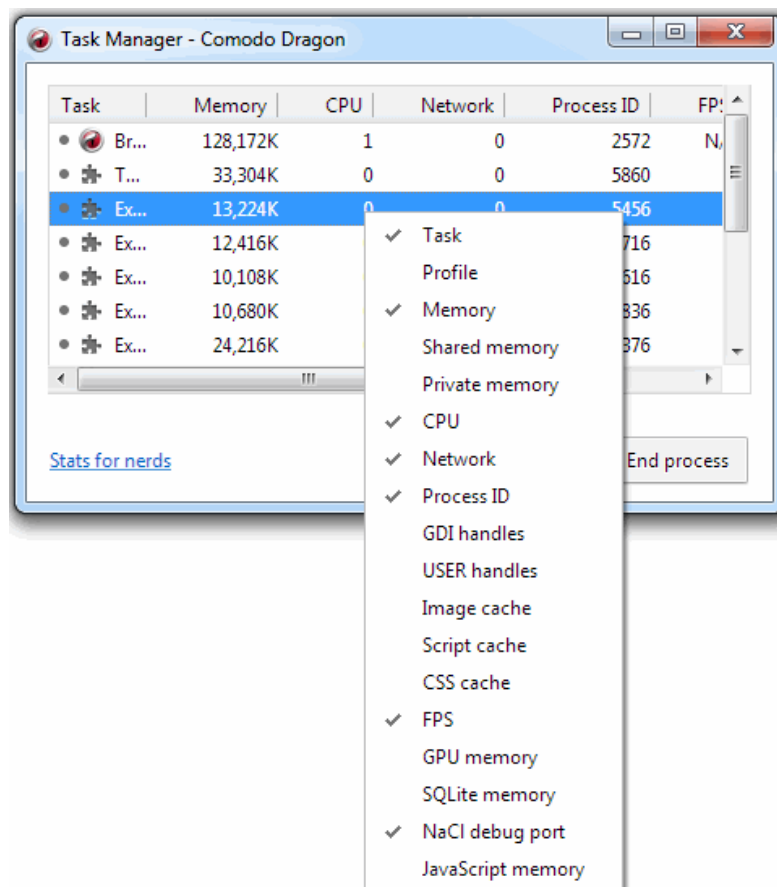 Task Manager - Comodo Dragon
Task Memory CPU Network Process ID FP
Br... 128,172K 1 0 2572 N/
T... 33,304K 0 0 5860
Ex... 13,224K 0 0 5456
Ex... 12,416K 716
Ex... 10,108K 616
Ex... 10,680K 836
Ex... 24,216K 376
Stats for nerds
End process
Task
Profile
Memory
Shared memory
Private memory
CPU
Network
Process ID
GDI handles
USER handles
Image cache
Script cache
CSS cache
FPS
GPU memory
SQLite memory
NaCl debug port
JavaScript memory